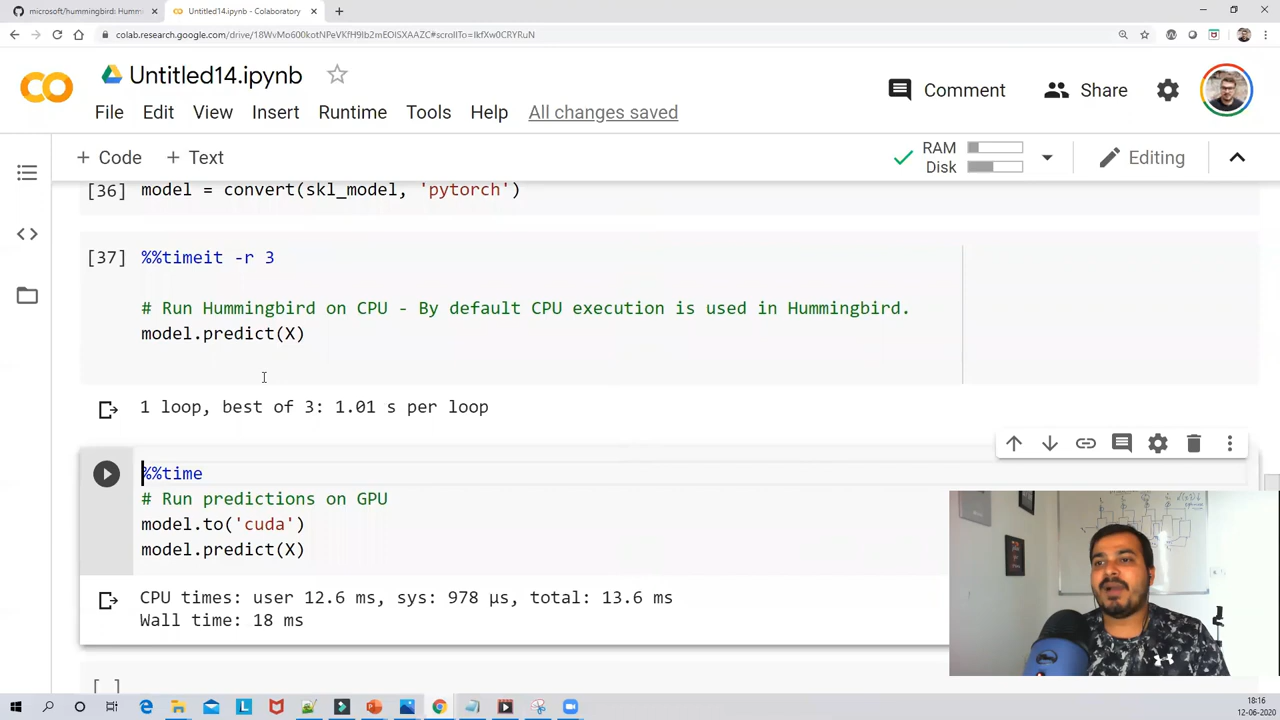 microsoft/hummingbird: Hummi
Untitled14.ipynb - Colaboratory
colab.research.google.com/drive/18WvMo600kotNPeVKfH9Ib2mEOISXAAZC#scrollTo=IkfXw0CRYRuN
Untitled14.ipynb
Comment
Share
File Edit View Insert Runtime Tools Help All changes saved
+ Code + Text
RAM
Disk
Editing
[36] model = convert(skl_model, 'pytorch')
[37] %%timeit -r 3
# Run Hummingbird on CPU - By default CPU execution is used in Hummingbird.
model.predict(X)
1 loop, best of 3: 1.01 s per loop
%%time
# Run predictions on GPU
model.to('cuda')
model.predict(X)
CPU times: user 12.6 ms, sys: 978 µs, total: 13.6 ms
Wall time: 18 ms
[ ]
18:16
12-06-2020